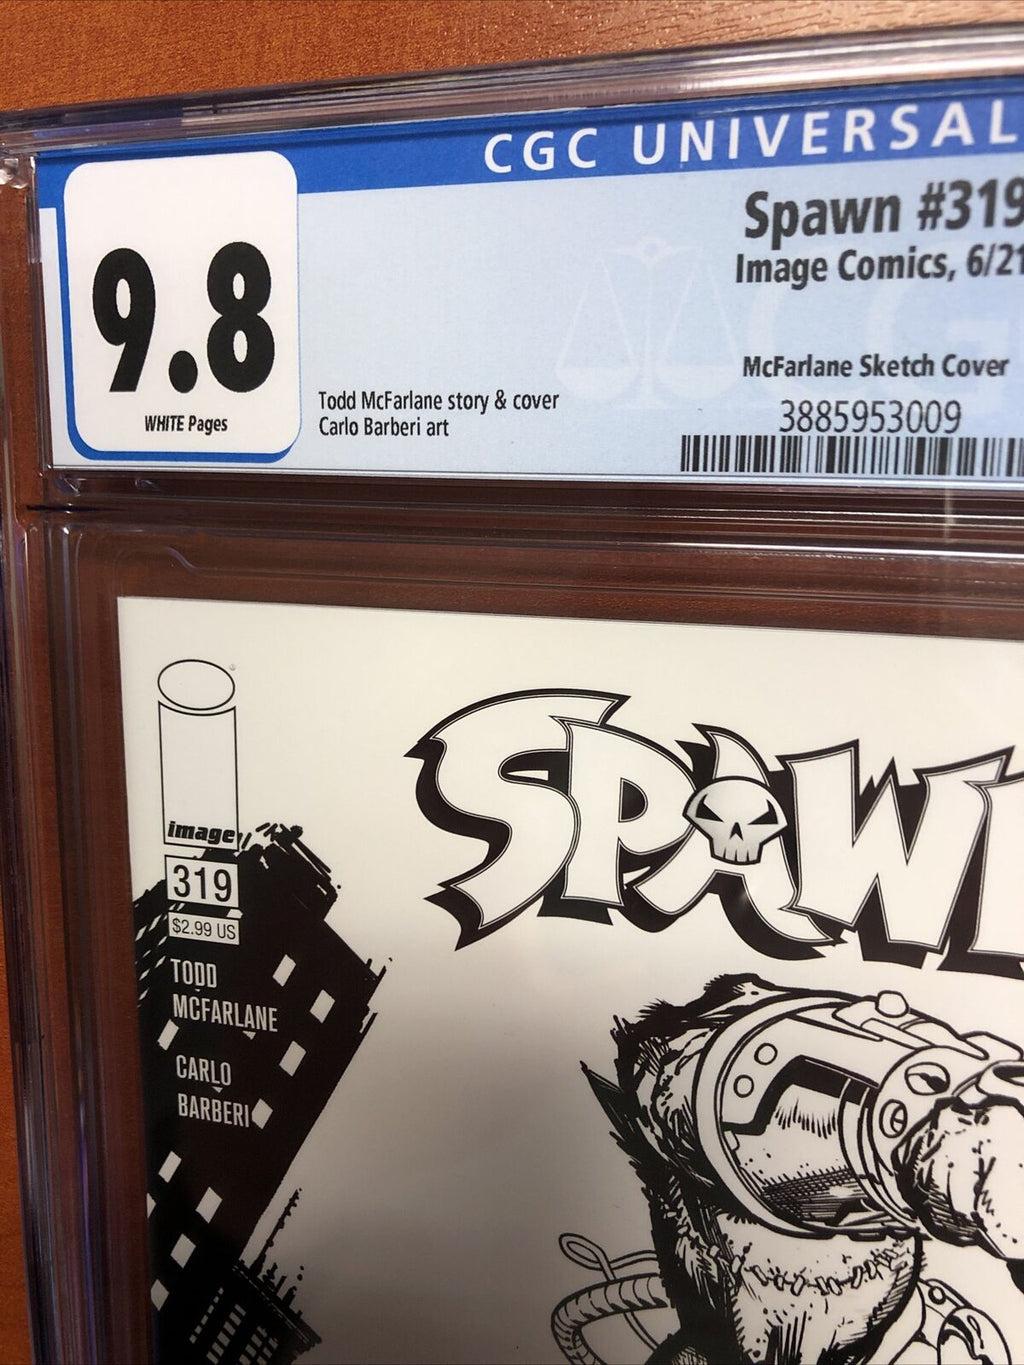 CGC UNIVERSAL
9.8
WHITE Pages
Spawn #319
Image Comics, 6/21
Todd McFarlane story & cover
Carlo Barberi art
McFarlane Sketch Cover
3885953009
image
319
$2.99 US
TODD
MCFARLANE
CARLO
BARBERI
SPAWN